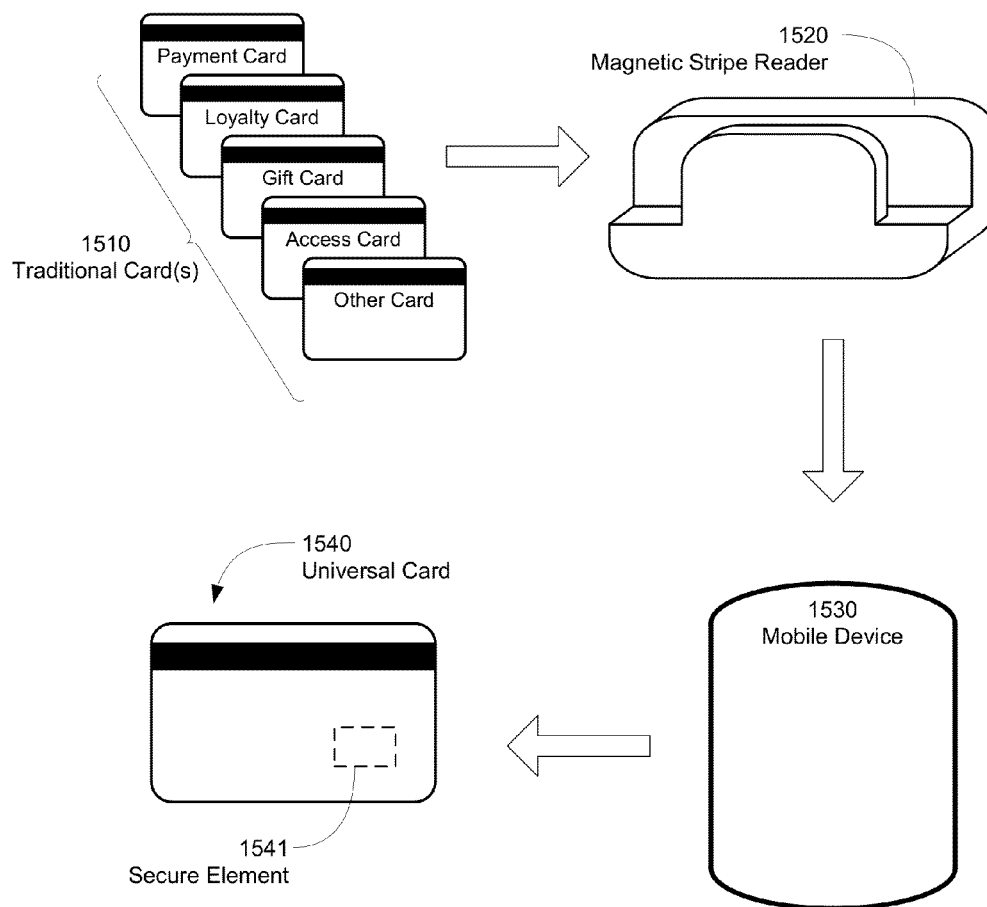 Payment Card
Loyalty Card
Gift Card
Access Card
Other Card
1510
Traditional Card(s)
1520
Magnetic Stripe Reader
1540
Universal Card
1530
Mobile Device
1541
Secure Element